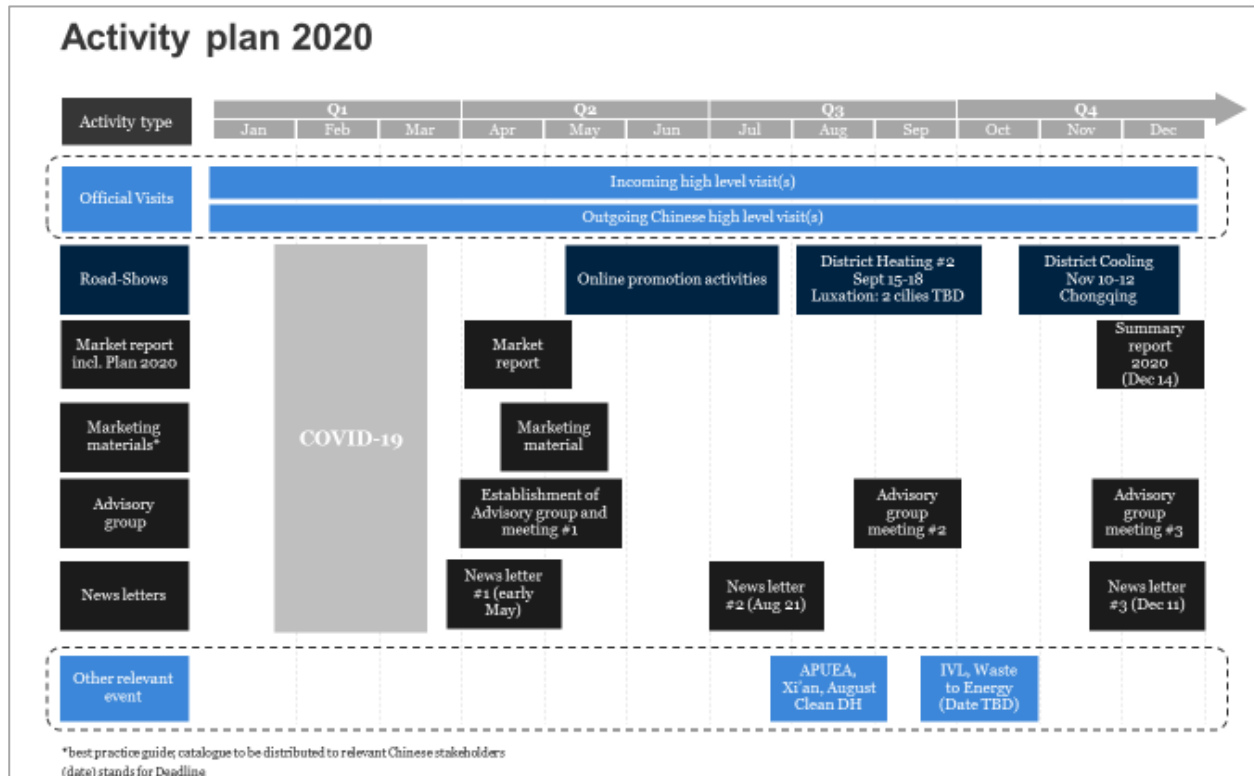 Activity plan 2020
Activity type
Q1
Q2
Q3
Q4
Jan
Feb
Mar
Apr
May
Jun
Jul
Aug
Sep
Oct
Nov
Dec
Official Visits
Incoming high level visit(s)
Outgoing Chinese high level visit(s)
Road-Shows
Online promotion activities
District Heating #2
Sept 15-18
Luxation: 2 cilies TBD
District Cooling
Nov 10-12
Chongqing
Market report
incl. Plan 2020
Market
report
Summary
report
2020
(Dec 14)
COVID-19
Marketing
materials*
Marketing
material
Advisory
group
Establishment of
Advisory group and
meeting #1
Advisory
group
meeting #2
Advisory
group
meeting #3
News letters
News letter
#1 (early
May)
News letter
#2 (Aug 21)
News letter
#3 (Dec 11)
Other relevant
event
APUEA,
Xi'an, August
Clean DH
IVL, Waste
to Energy
(Date TBD)
*best practice guide; catalogue to be distributed to relevant Chinese stakeholders
(date) stands for Deadline